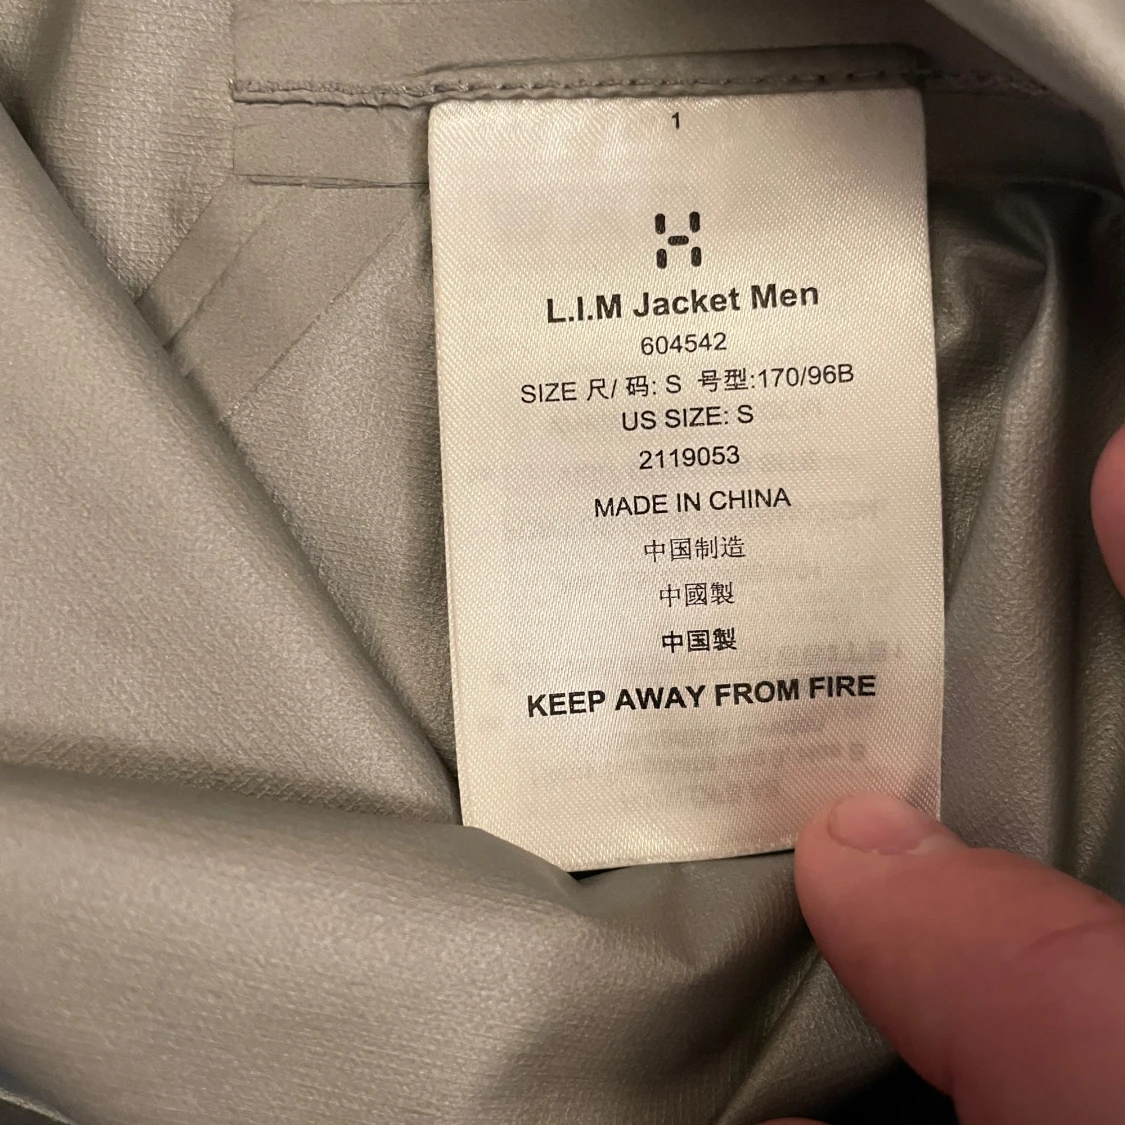 1
L.I.M Jacket Men
604542
SIZE 尺/ 码: S 号型:170/96B
US SIZE: S
2119053
MADE IN CHINA
中国制造
中國製
中国製
KEEP AWAY FROM FIRE